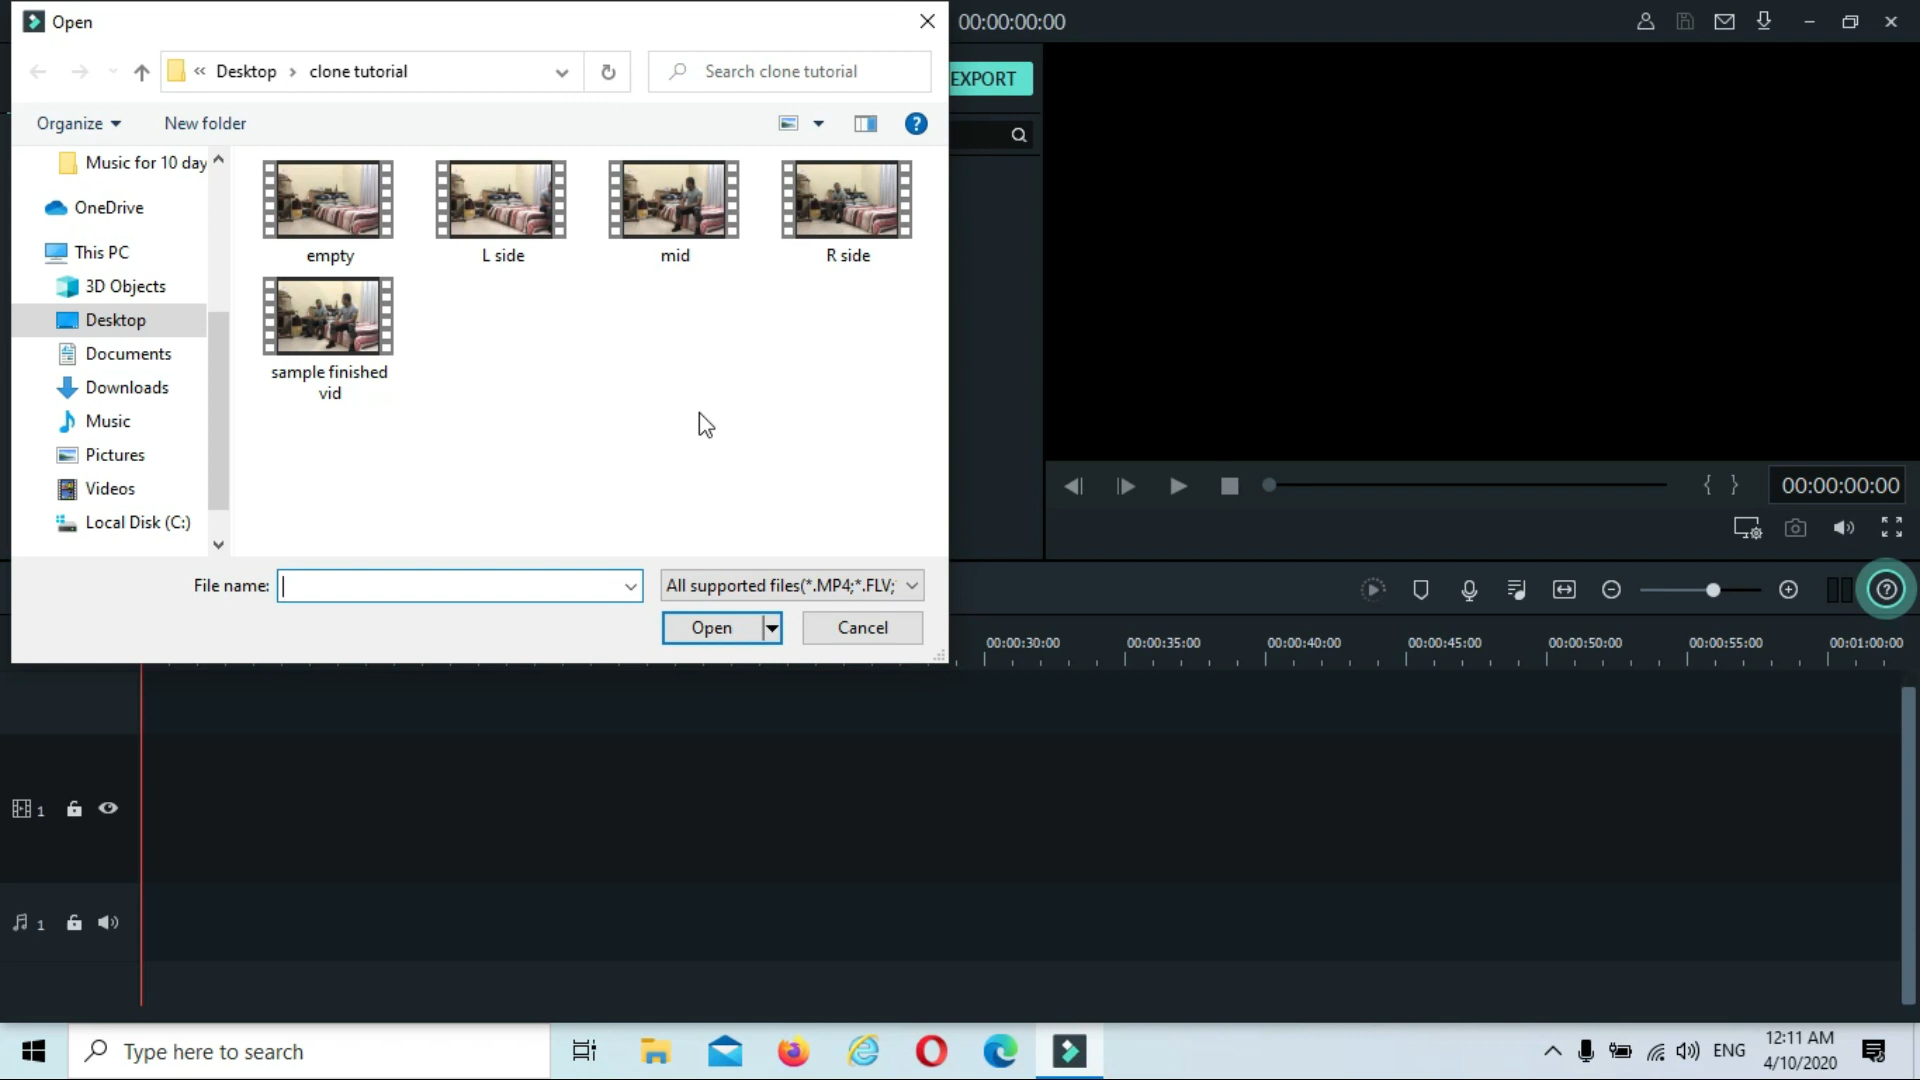 Open
00:00:00:00
« Desktop > clone tutorial
Search clone tutorial
EXPORT
Organize
New folder
?
Music for 10 day
OneDrive
This PC
3D Objects
Desktop
Documents
Downloads
Music
Pictures
Videos
Local Disk (C:)
empty
L side
mid
R side
sample finished
vid
{ }
00:00:00:00
File name:
All supported files(*.MP4;*.FLV;
Open
Cancel
?
00:00:30:00
00:00:35:00
00:00:40:00
00:00:45:00
00:00:50:00
00:00:55:00
00:01:00:00
1
1
Type here to search
ENG
12:11 AM
4/10/2020